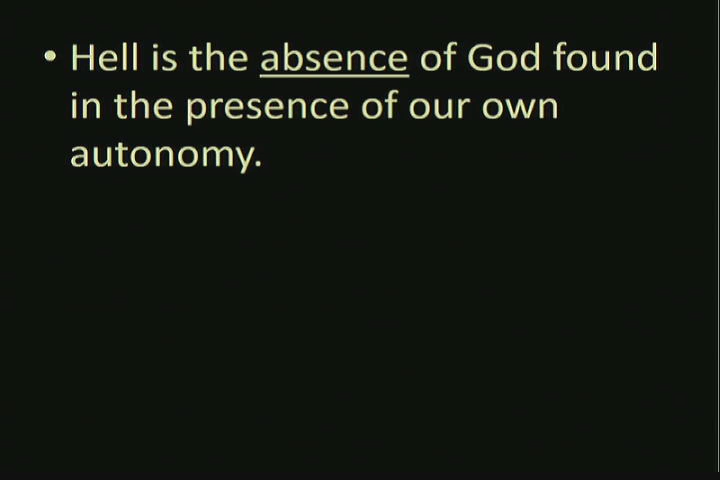 • Hell is the absence of God found
in the presence of our own
autonomy.